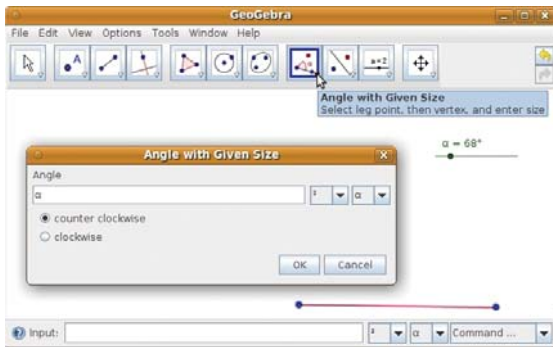 GeoGebra
File Edit View Options Tools Window Help
A
a=2
Angle with Given Size
Select leg point, then vertex, and enter size
α = 68°
Angle with Given Size
Angle
α
α
counter clockwise
clockwise
OK Cancel
Input: α Command ...